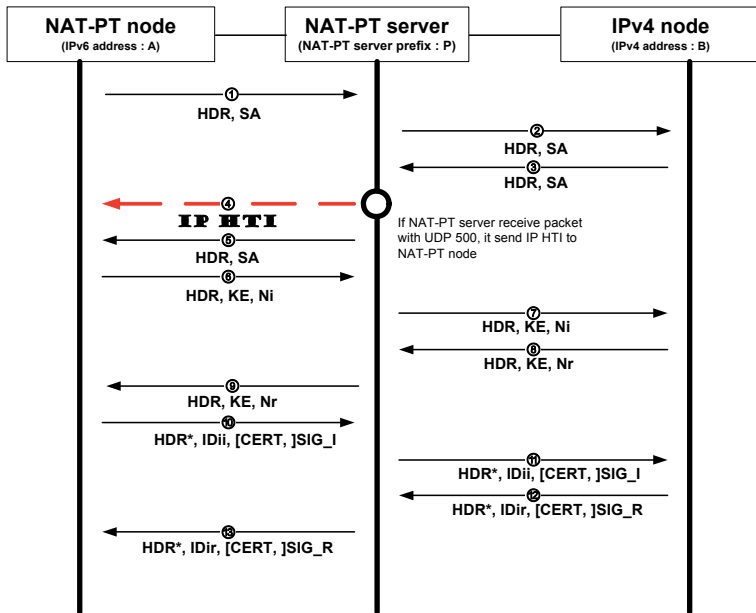 NAT-PT node
(IPv6 address : A)
NAT-PT server
(NAT-PT server prefix : P)
IPv4 node
(IPv4 address : B)
①
HDR, SA
②
HDR, SA
③
HDR, SA
④
IP HTI
If NAT-PT server receive packet
with UDP 500, it send IP HTI to
NAT-PT node
⑤
HDR, SA
⑥
HDR, KE, Ni
⑦
HDR, KE, Ni
⑧
HDR, KE, Nr
⑨
HDR, KE, Nr
⑩
HDR*, IDii, [CERT, ]SIG_I
⑪
HDR*, IDii, [CERT, ]SIG_I
⑫
HDR*, IDir, [CERT, ]SIG_R
⑬
HDR*, IDir, [CERT, ]SIG_R